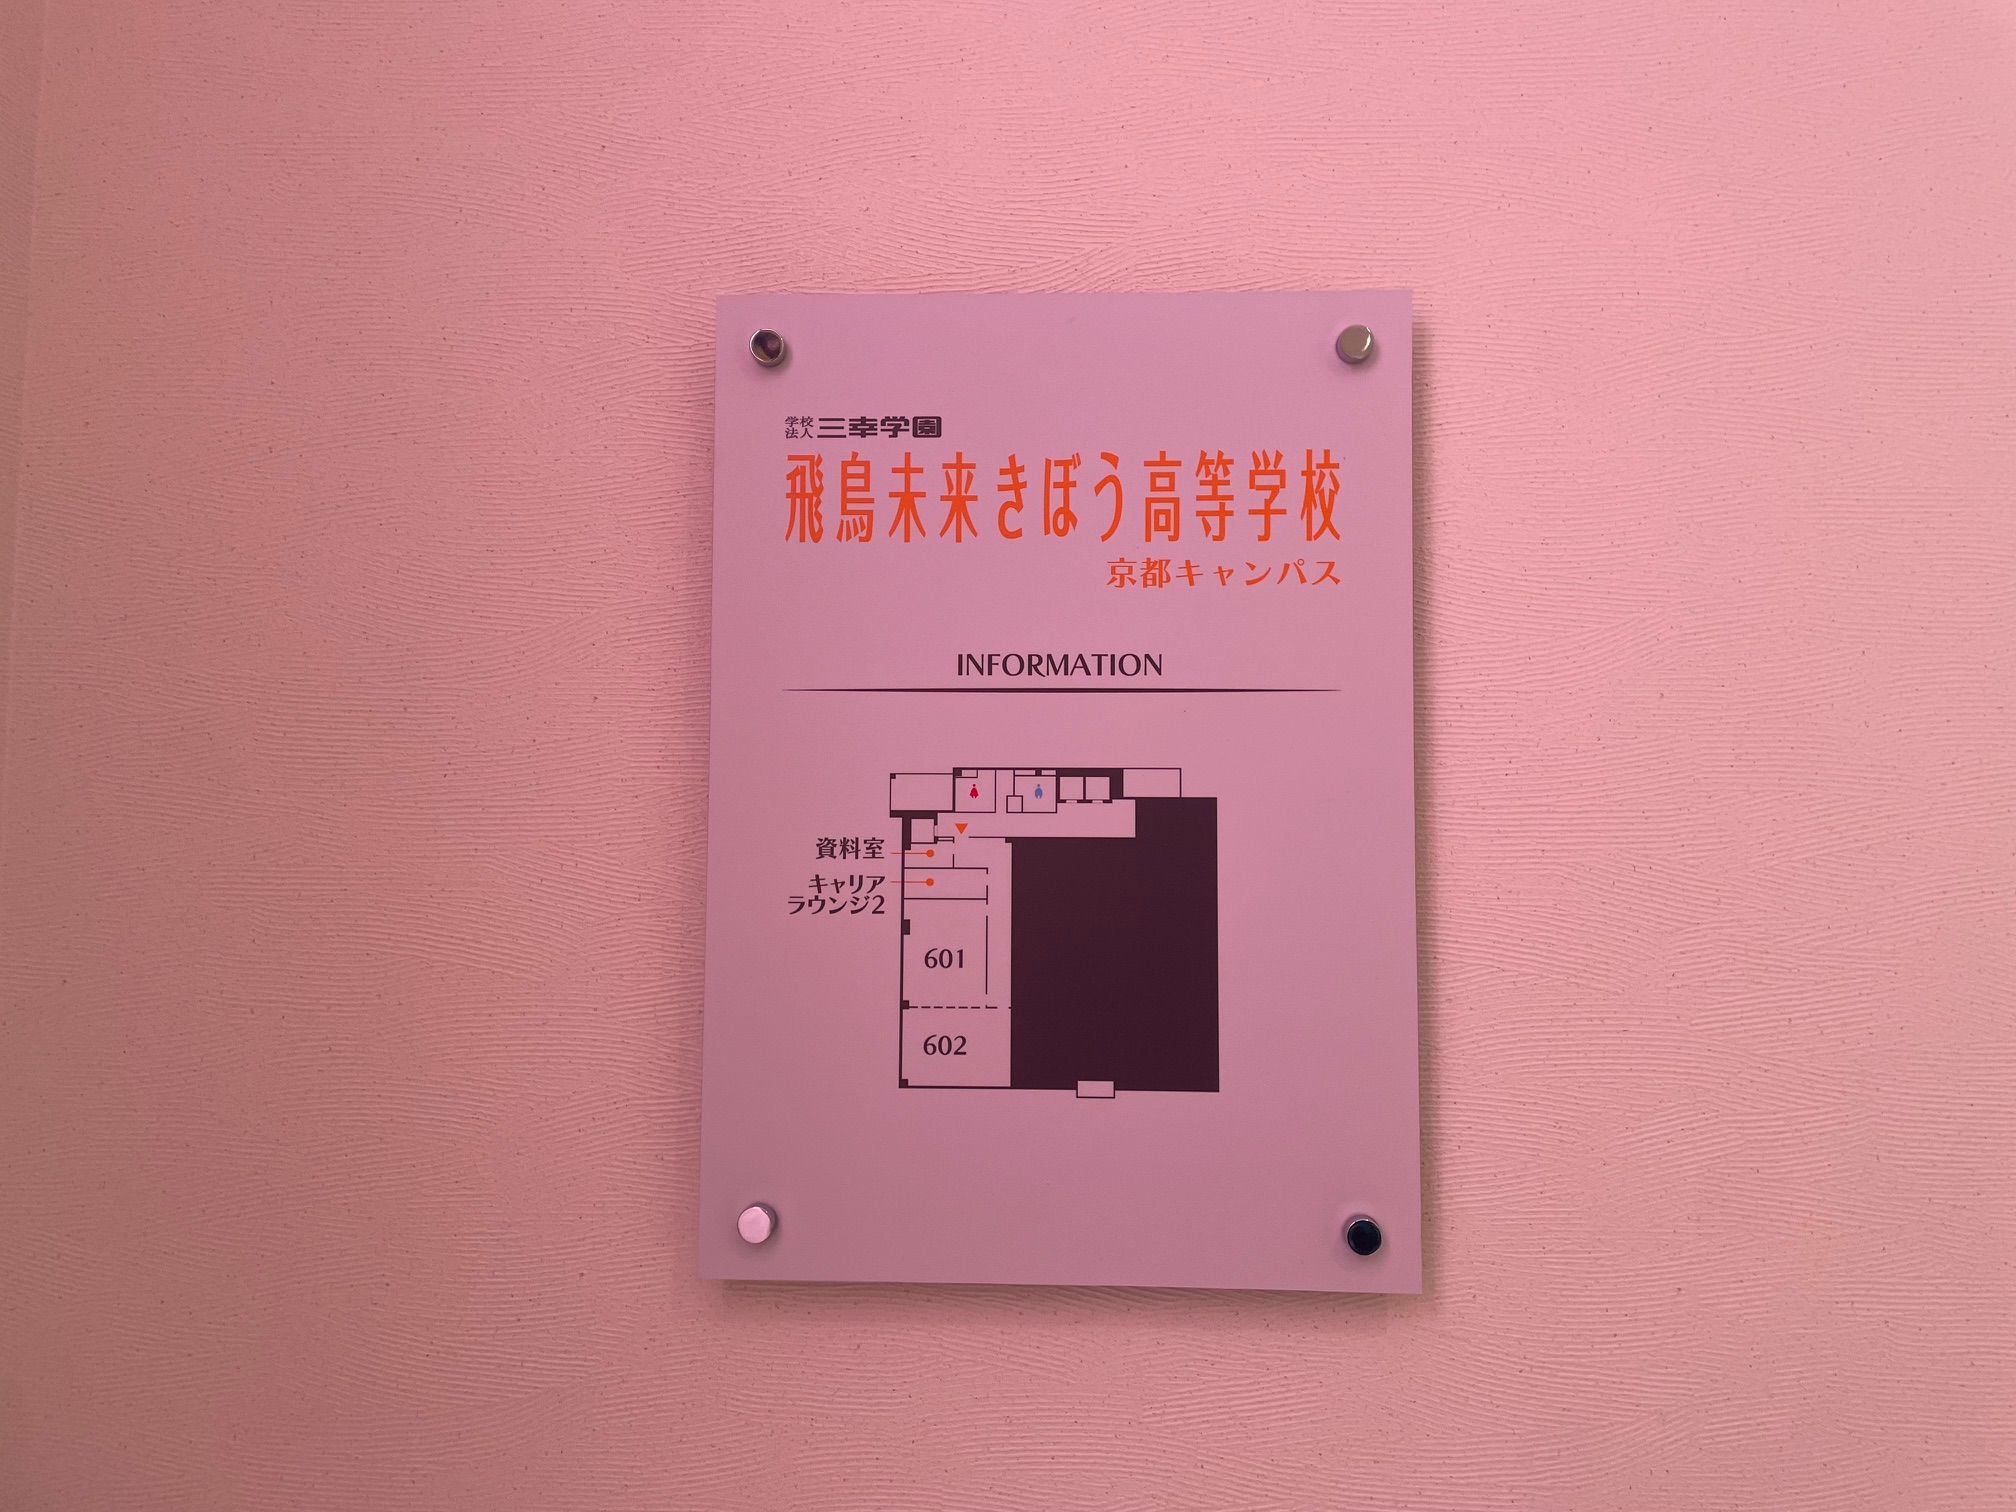 学校法人 三幸学園
飛鳥未来きぼう高等学校
京都キャンパス
INFORMATION
資料室
キャリア
ラウンジ2
601
602